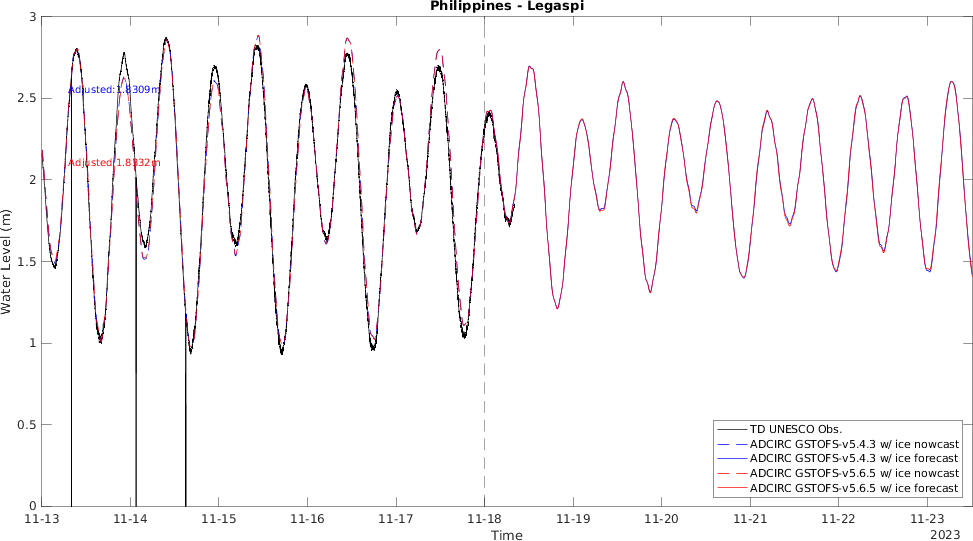 Philippines - Legaspi
3
2.5
2
1.5
1
0.5
0
Water Level (m)
Adjusted:1.8309m
Adjusted:1.8332m
TD UNESCO Obs.
ADCIRC GSTOFS-v5.4.3 w/ ice nowcast
ADCIRC GSTOFS-v5.4.3 w/ ice forecast
ADCIRC GSTOFS-v5.6.5 w/ ice nowcast
ADCIRC GSTOFS-v5.6.5 w/ ice forecast
11-13 11-14 11-15 11-16 11-17 11-18 11-19 11-20 11-21 11-22 11-23
Time
2023